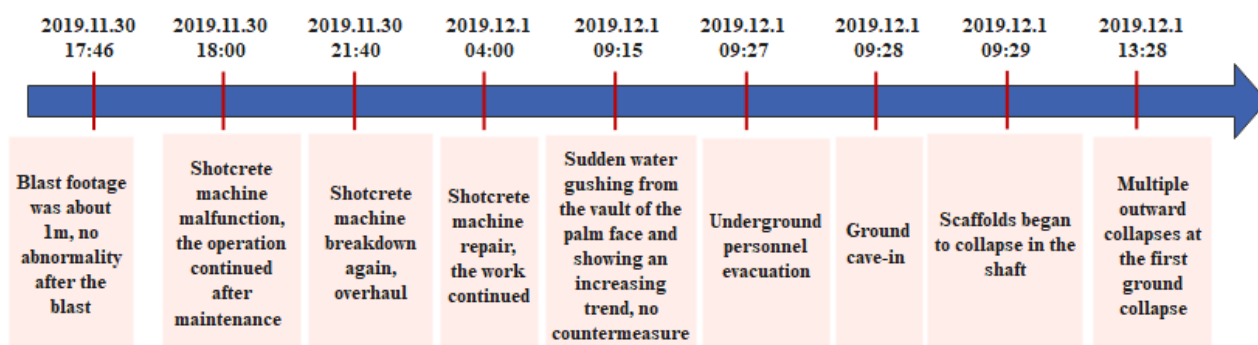 2019.11.30
17:46
2019.11.30
18:00
2019.11.30
21:40
2019.12.1
04:00
2019.12.1
09:15
2019.12.1
09:27
2019.12.1
09:28
2019.12.1
09:29
2019.12.1
13:28
Blast footage
was about
1m, no
abnormality
after the
blast
Shotcrete
machine
malfunction,
the operation
continued
after
maintenance
Shotcrete
machine
breakdown
again,
overhaul
Shotcrete
machine
repair,
the work
continued
Sudden water
gushing from
the vault of the
palm face and
showing an
increasing
trend, no
countermeasure
Underground
personnel
evacuation
Ground
cave-in
Scaffolds began
to collapse in the
shaft
Multiple
outward
collapses at
the first
ground
collapse